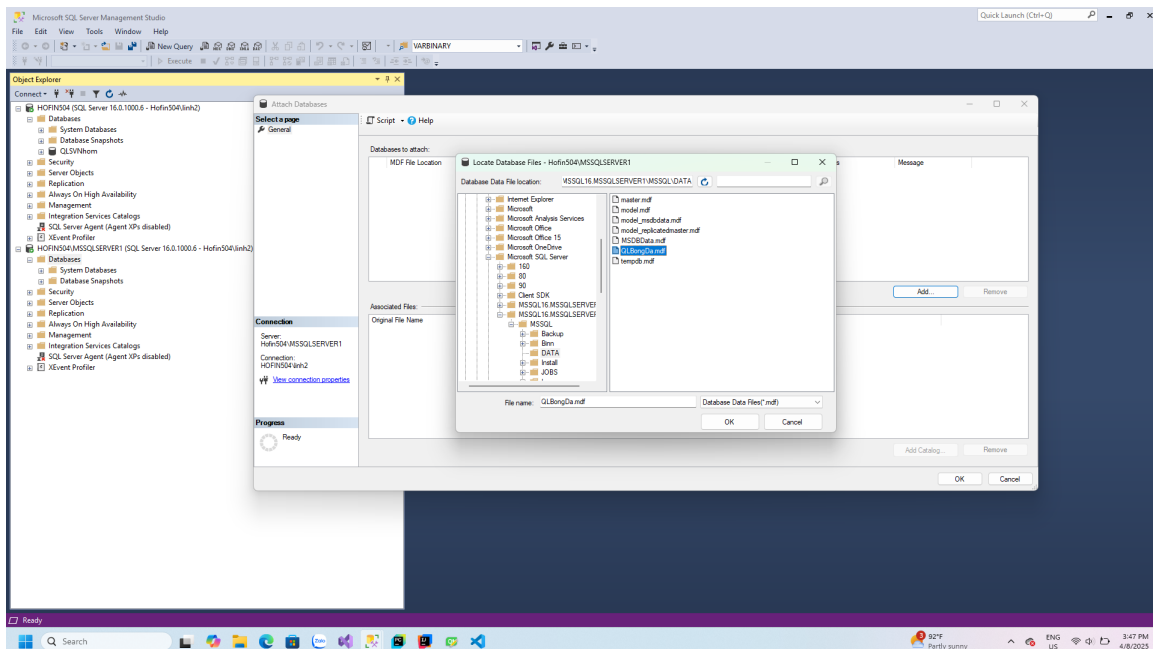 Microsoft SQL Server Management Studio
Quick Launch (Ctrl+Q)
File Edit View Tools Window Help
New Query
VARBINARY
Execute
Object Explorer
Connect
HOFIN504 (SQL Server 16.0.1000.6 - Hofin504\linh2)
Databases
System Databases
Database Snapshots
QLSVNhom
Security
Server Objects
Replication
Always On High Availability
Management
Integration Services Catalogs
SQL Server Agent (Agent XPs disabled)
XEvent Profiler
HOFIN504\MSSQLSERVER1 (SQL Server 16.0.1000.6 - Hofin504\linh2)
Databases
System Databases
Database Snapshots
Security
Server Objects
Replication
Always On High Availability
Management
Integration Services Catalogs
SQL Server Agent (Agent XPs disabled)
XEvent Profiler
Attach Databases
Select a page
General
Script
Help
Databases to attach:
MDF File Location
Message
Add...
Remove
Associated Files:
Original File Name
Connection
Server:
Hofin504\MSSQLSERVER1
Connection:
HOFIN504\linh2
View connection properties
Progress
Ready
Add Catalog...
Remove
OK
Cancel
Locate Database Files - Hofin504\MSSQLSERVER1
Database Data File location:
MSSQL16.MSSQLSERVER1\MSSQL\DATA
Internet Explorer
Microsoft
Microsoft Analysis Services
Microsoft Office
Microsoft Office 15
Microsoft OneDrive
Microsoft SQL Server
160
80
90
Client SDK
MSSQL16.MSSQLSERVER
MSSQL16.MSSQLSERVER
MSSQL
Backup
Binn
DATA
Install
JOBS
master.mdf
model.mdf
model_msdbdata.mdf
model_replicatedmaster.mdf
MSDBData.mdf
QLBongDa.mdf
tempdb.mdf
File name:
QLBongDa.mdf
Database Data Files(*.mdf)
OK
Cancel
Ready
Search
Zalo
92°F
Partly sunny
ENG
US
3:47 PM
4/8/2025